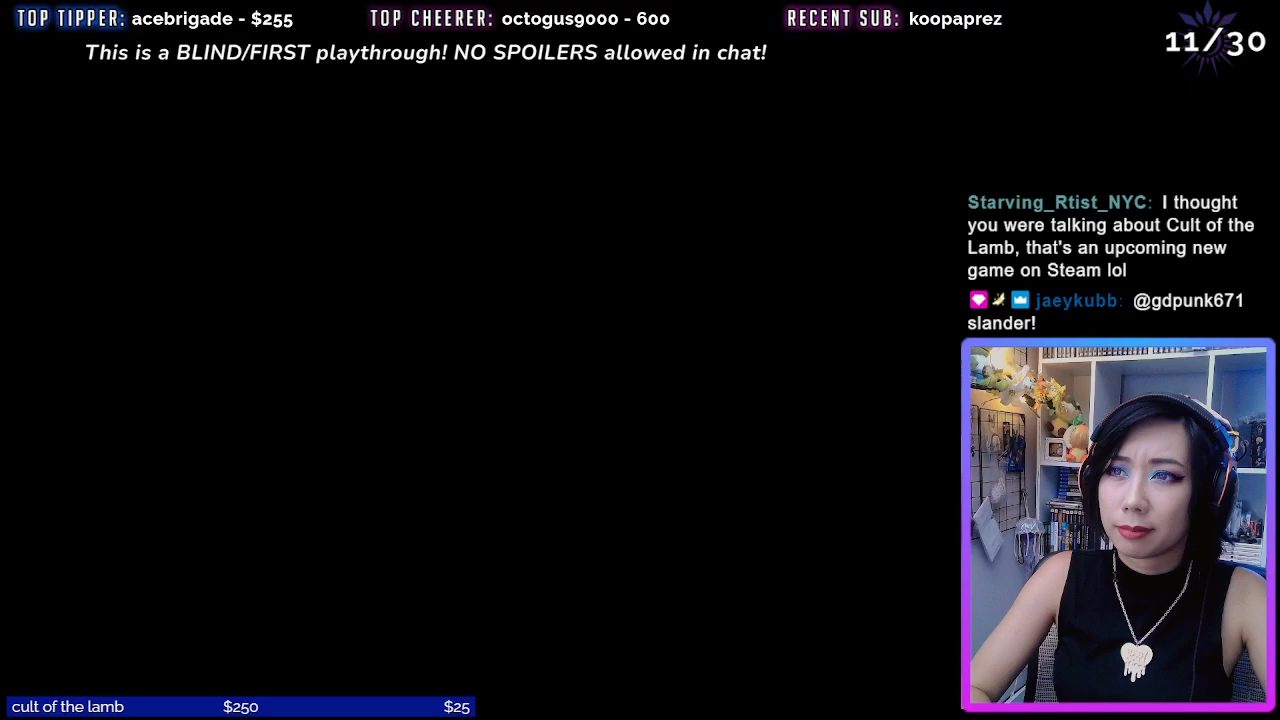 TOP TIPPER: acebrigade - $255
TOP CHEERER: octogus9000 - 600
RECENT SUB: koopaprez
11/30
This is a BLIND/FIRST playthrough! NO SPOILERS allowed in chat!
Starving_Rtist_NYC: I thought
you were talking about Cult of the
Lamb, that's an upcoming new
game on Steam lol
jaeykubb: @gdpunk671
slander!
cult of the lamb $250 $25